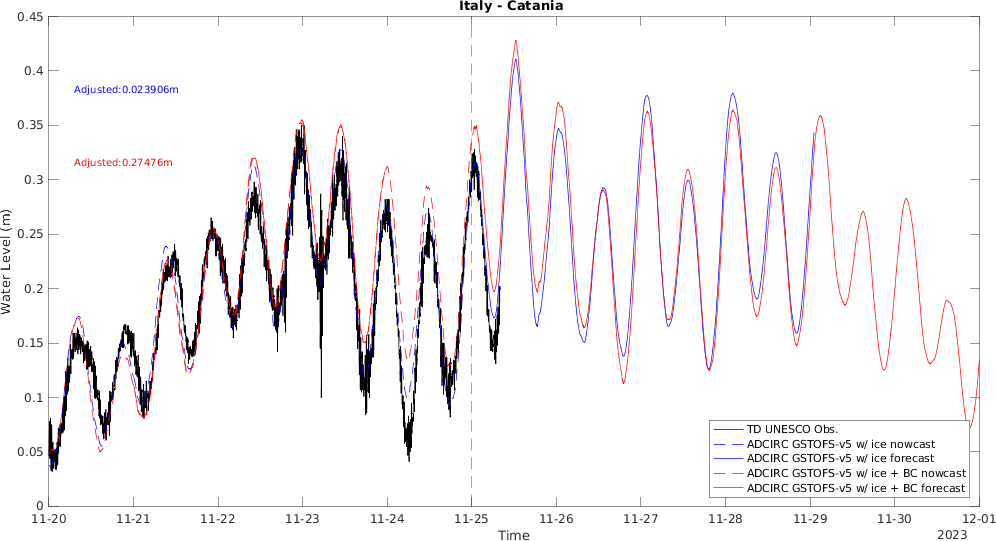 Italy - Catania
0.45
0.4
0.35
0.3
0.25
0.2
0.15
0.1
0.05
0
Water Level (m)
Adjusted:0.023906m
Adjusted:0.27476m
TD UNESCO Obs.
ADCIRC GSTOFS-v5 w/ ice nowcast
ADCIRC GSTOFS-v5 w/ ice forecast
ADCIRC GSTOFS-v5 w/ ice + BC nowcast
ADCIRC GSTOFS-v5 w/ ice + BC forecast
11-20 11-21 11-22 11-23 11-24 11-25 11-26 11-27 11-28 11-29 11-30 12-01
Time
2023